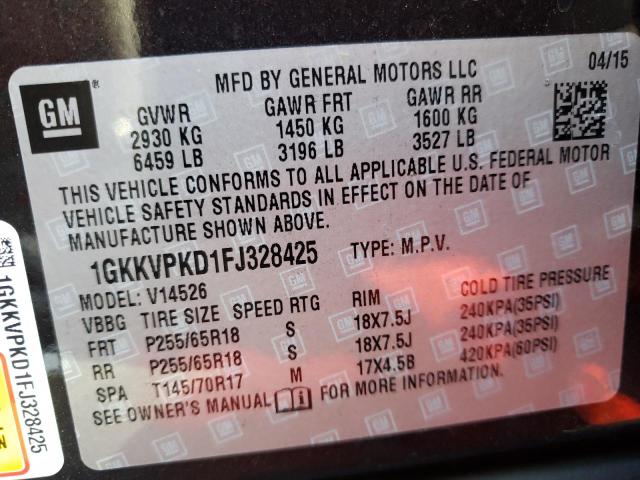 GM
®
MFD BY GENERAL MOTORS LLC
04/15
GVWR GAWR FRT GAWR RR
2930 KG 1450 KG 1600 KG
6459 LB 3196 LB 3527 LB
THIS VEHICLE CONFORMS TO ALL APPLICABLE U.S. FEDERAL MOTOR
VEHICLE SAFETY STANDARDS IN EFFECT ON THE DATE OF
MANUFACTURE SHOWN ABOVE.
1GKKVPKD1FJ328425 TYPE: M.P.V.
MODEL: V14526
VBBG TIRE SIZE SPEED RTG RIM COLD TIRE PRESSURE
FRT P255/65R18 S 18X7.5J 240KPA(35PSI)
RR P255/65R18 S 18X7.5J 240KPA(35PSI)
SPA T145/70R17 M 17X4.5B 420KPA(60PSI)
SEE OWNER'S MANUAL FOR MORE INFORMATION.
1GKKVPKD1FJ328425